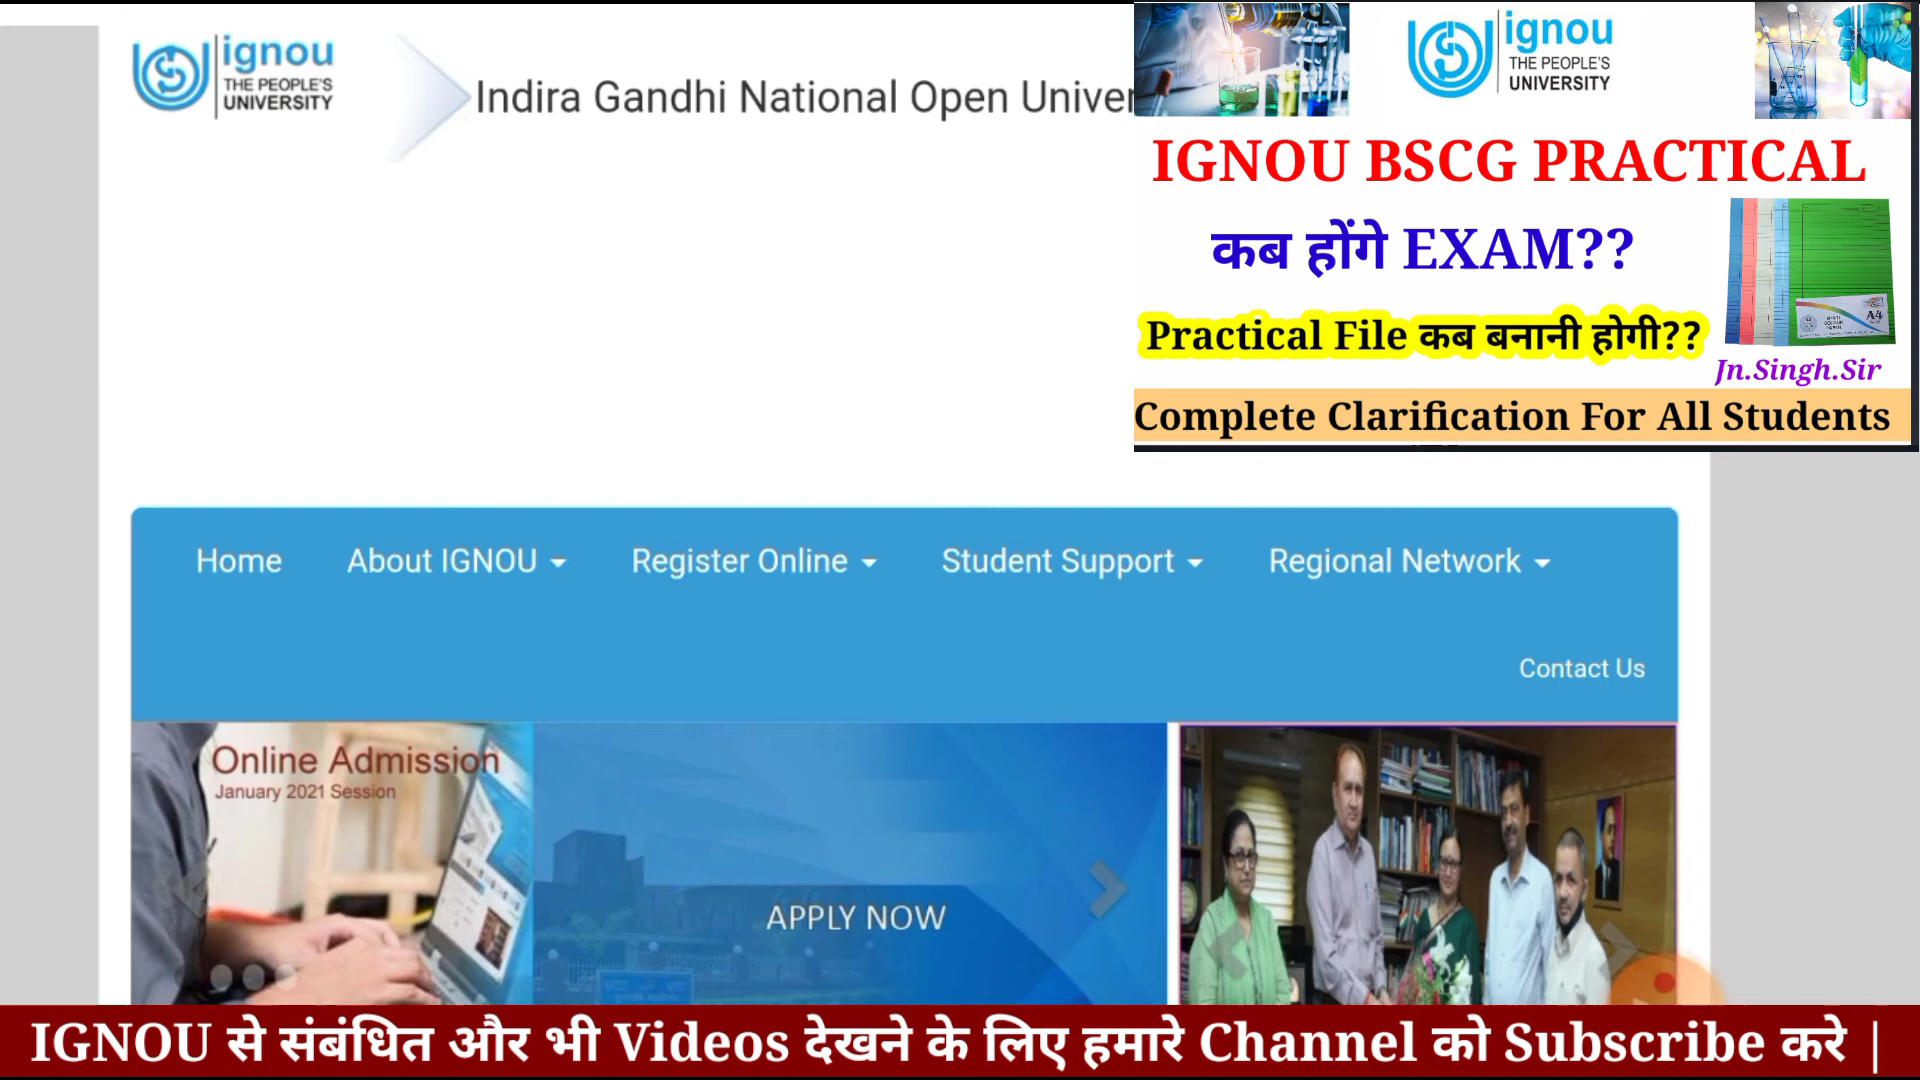 ignou
THE PEOPLE'S
UNIVERSITY
Indira Gandhi National Open Univer
ignou
THE PEOPLE'S
UNIVERSITY
IGNOU BSCG PRACTICAL
कब होंगे EXAM??
Practical File कब बनानी होगी??
A4
Jn.Singh.Sir
Complete Clarification For All Students
Home About IGNOU Register Online Student Support Regional Network
Contact Us
Online Admission
January 2021 Session
APPLY NOW
IGNOU से संबंधित और भी Videos देखने के लिए हमारे Channel को Subscribe करे |